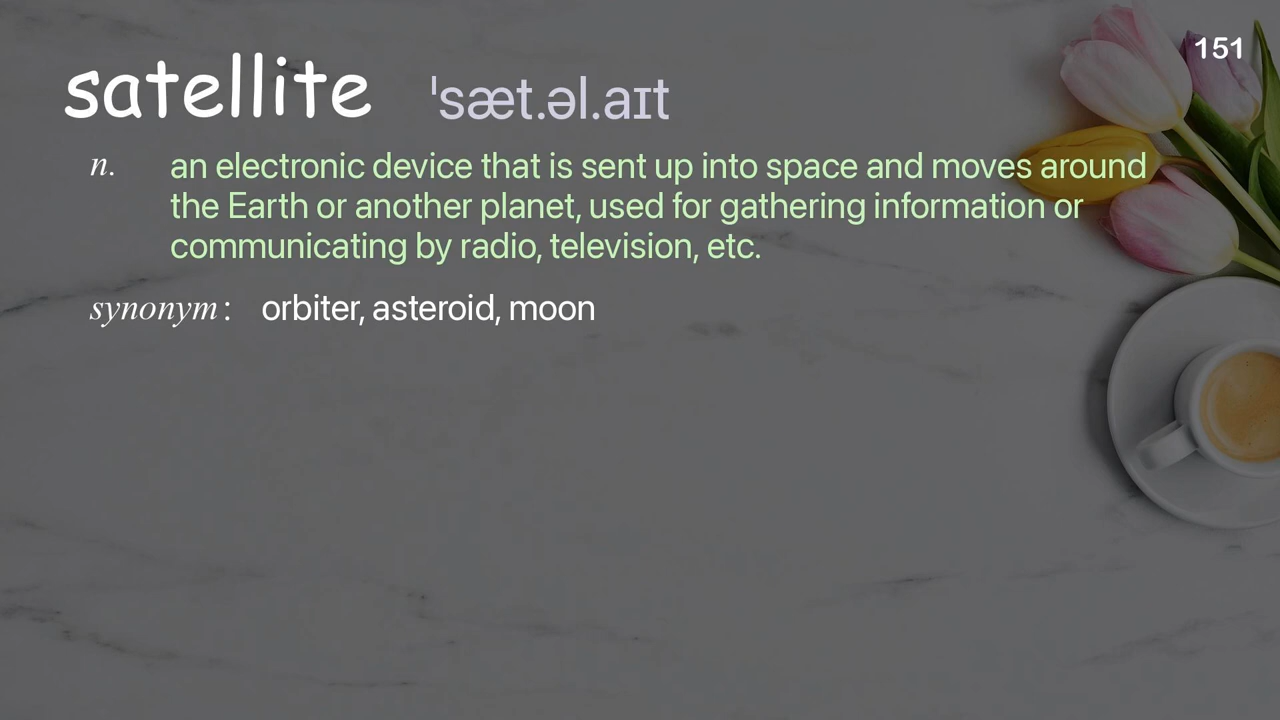 151
satellite ˈsæt.əl.aɪt
n. an electronic device that is sent up into space and moves around
the Earth or another planet, used for gathering information or
communicating by radio, television, etc.
synonym : orbiter, asteroid, moon